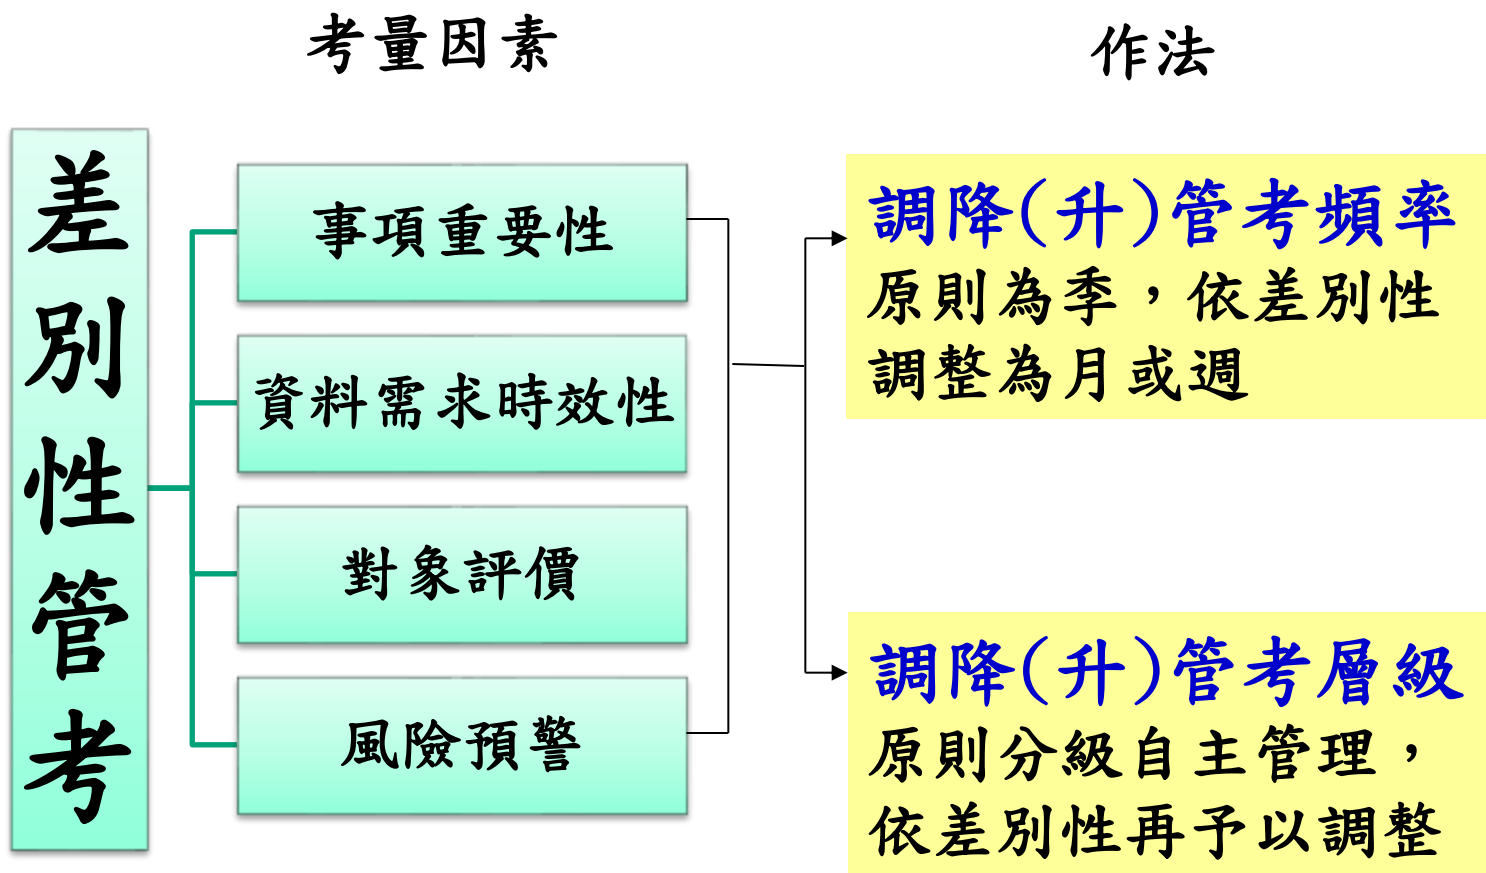 考量因素
作法
差別性管考
事項重要性
資料需求時效性
對象評價
風險預警
調降(升)管考頻率
原則為季，依差別性
調整為月或週
調降(升)管考層級
原則分級自主管理，
依差別性再予以調整